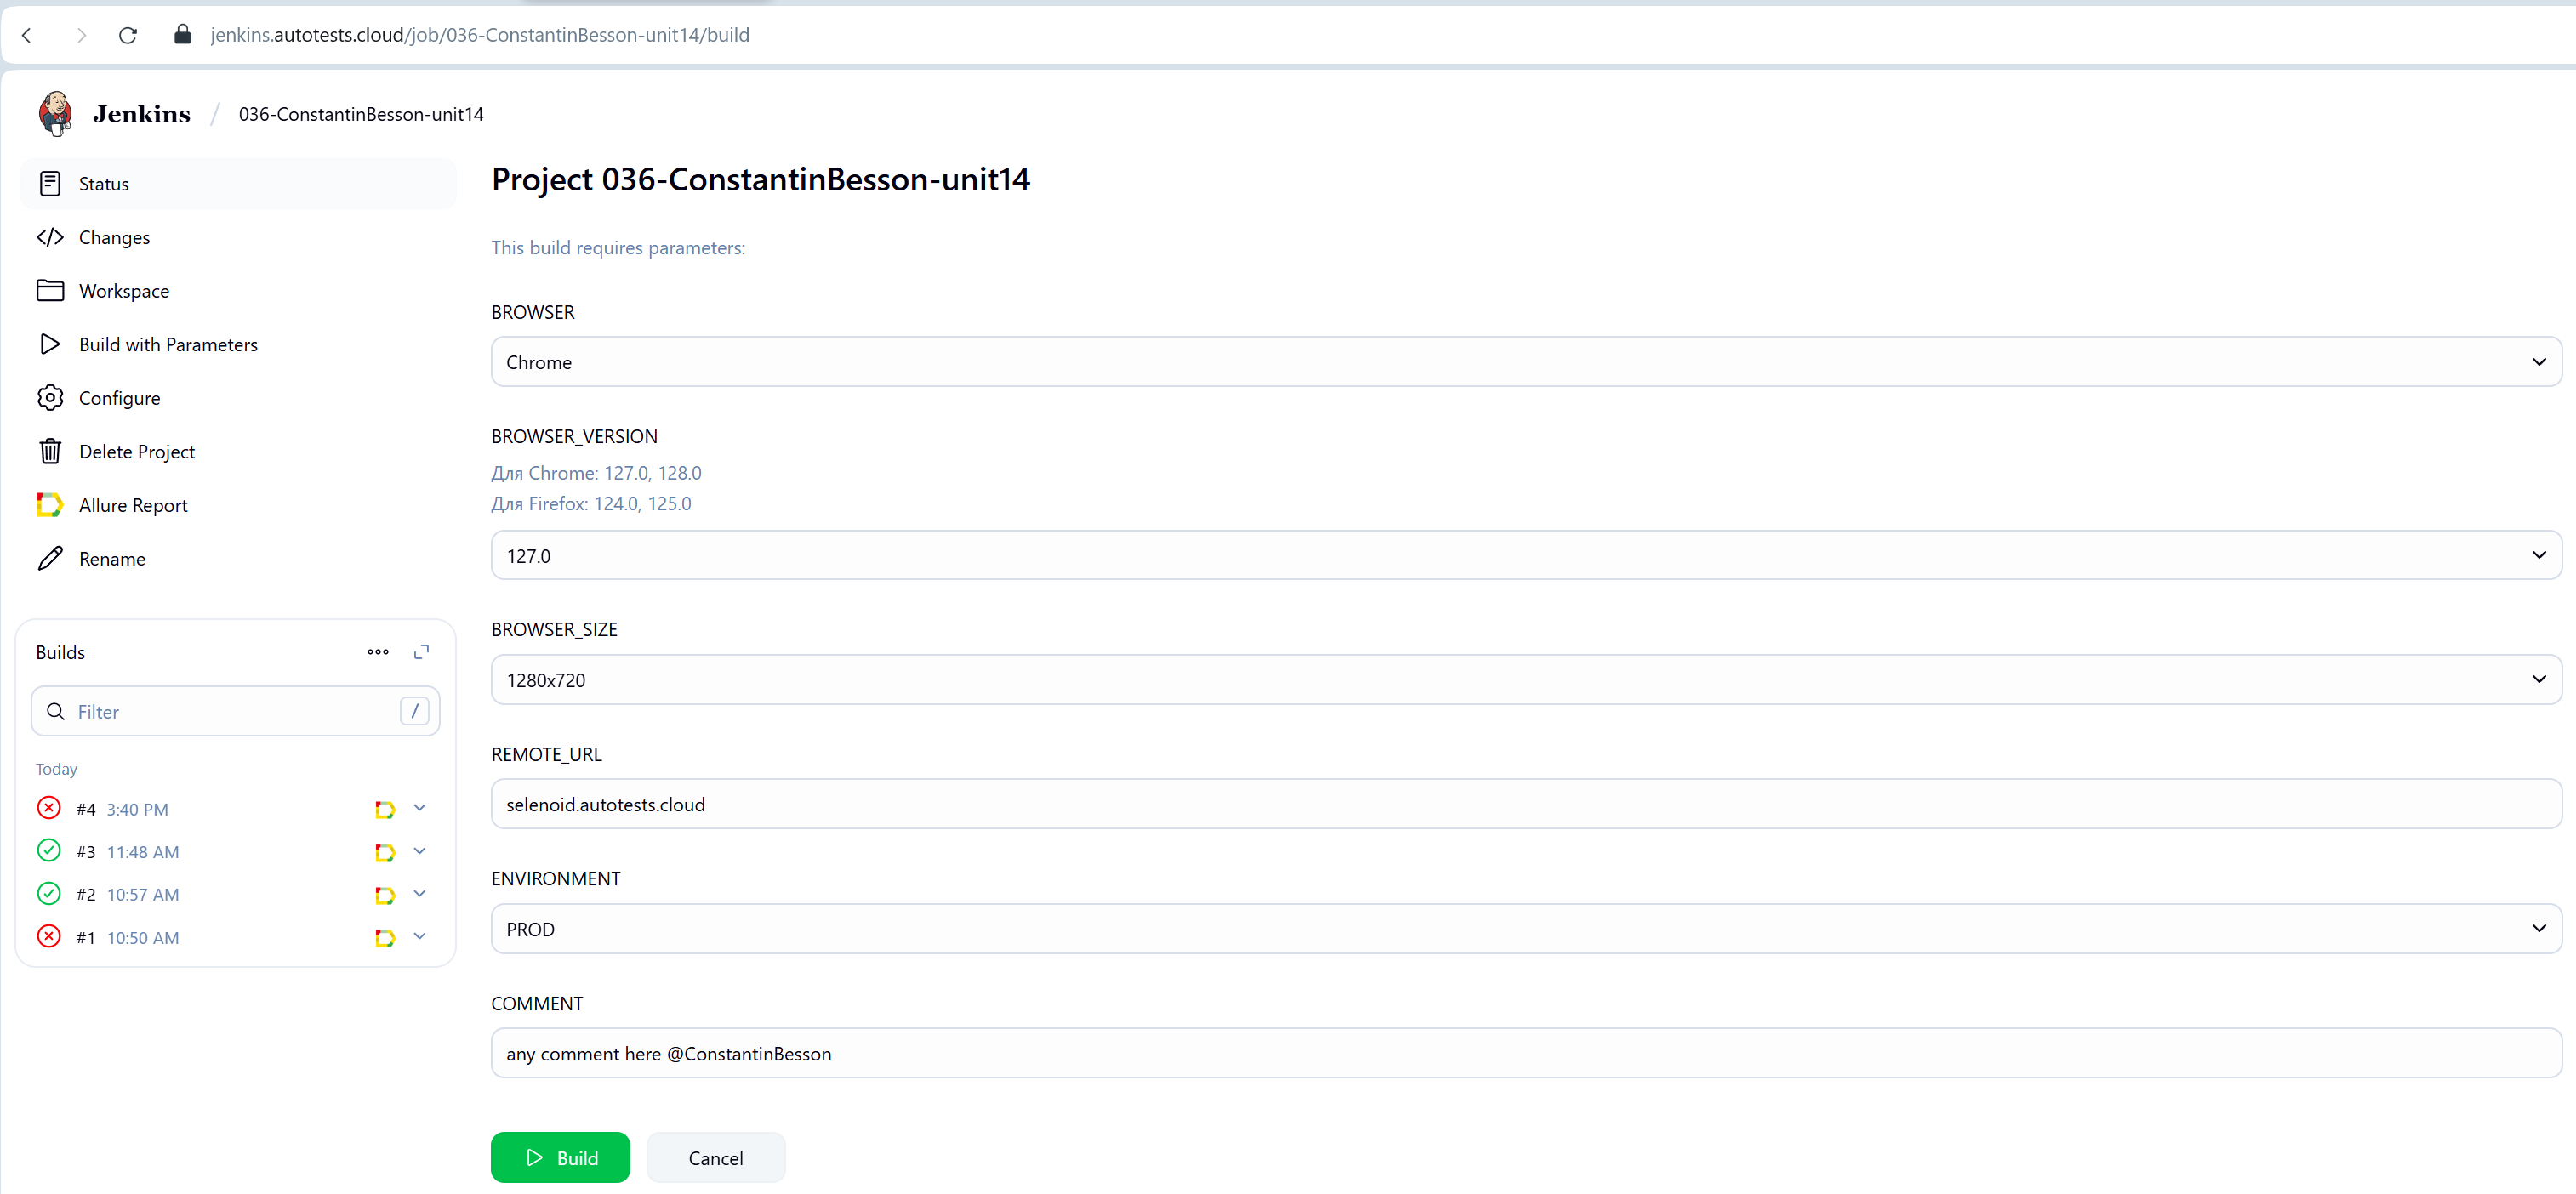 jenkins.autotests.cloud/job/036-ConstantinBesson-unit14/build
Jenkins / 036-ConstantinBesson-unit14
Status
Changes
Workspace
Build with Parameters
Configure
Delete Project
Allure Report
Rename
Builds
Filter /
Today
#4 3:40 PM
#3 11:48 AM
#2 10:57 AM
#1 10:50 AM
Project 036-ConstantinBesson-unit14
This build requires parameters:
BROWSER
Chrome
BROWSER_VERSION
Для Chrome: 127.0, 128.0
Для Firefox: 124.0, 125.0
127.0
BROWSER_SIZE
1280x720
REMOTE_URL
selenoid.autotests.cloud
ENVIRONMENT
PROD
COMMENT
any comment here @ConstantinBesson
Build
Cancel